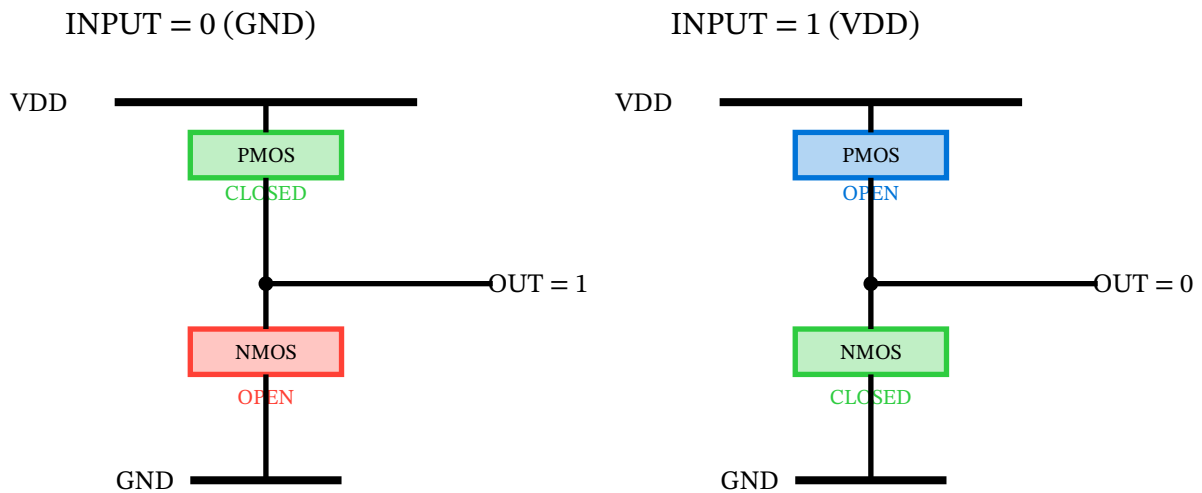 INPUT = 0 (GND)
VDD
PMOS
CLOSED
OUT = 1
NMOS
OPEN
GND
INPUT = 1 (VDD)
VDD
PMOS
OPEN
OUT = 0
NMOS
CLOSED
GND